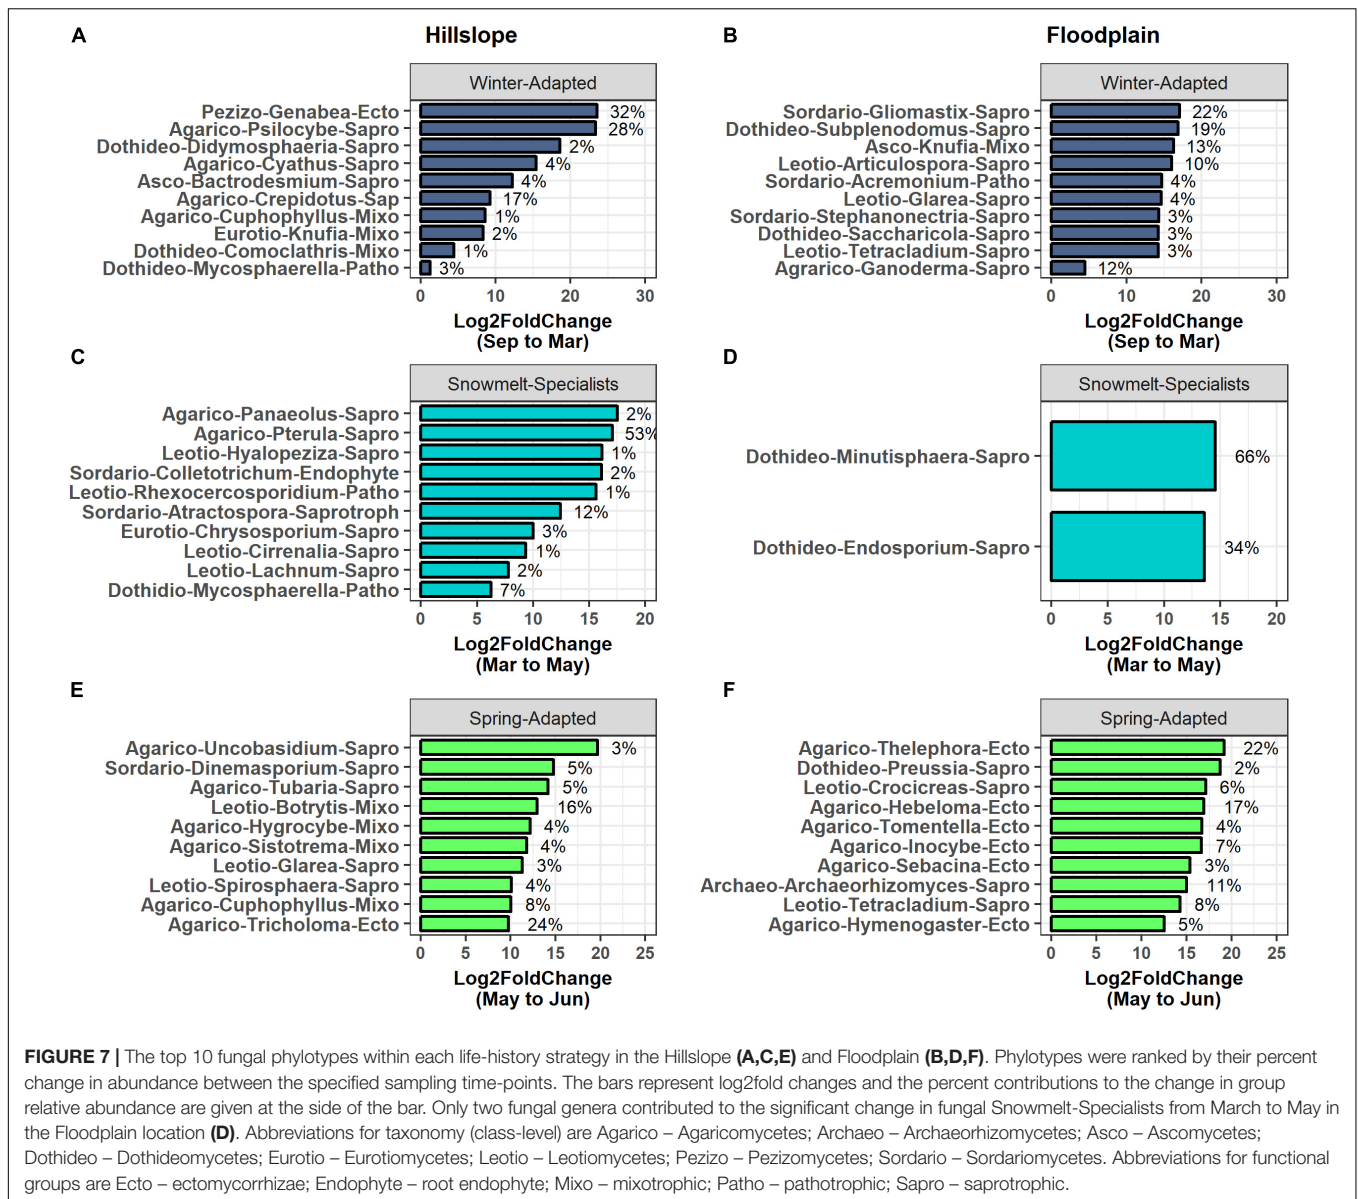 A
Hillslope
Winter-Adapted
Pezizo-Genabea-Ecto 32%
Agarico-Psilocybe-Sapro 28%
Dothideo-Didymosphaeria-Sapro 2%
Agarico-Cyathus-Sapro 4%
Asco-Bactrodesmium-Sapro 4%
Agarico-Crepidotus-Sap 17%
Agarico-Cuphophyllus-Mixo 1%
Eurotio-Knufia-Mixo 2%
Dothideo-Comoclathris-Mixo 1%
Dothideo-Mycosphaerella-Patho 3%
0 10 20 30
Log2FoldChange
(Sep to Mar)
B
Floodplain
Winter-Adapted
Sordario-Gliomastix-Sapro 22%
Dothideo-Subplenodomus-Sapro 19%
Asco-Knufia-Mixo 13%
Leotio-Articulospora-Sapro 10%
Sordario-Acremonium-Patho 4%
Leotio-Glarea-Sapro 4%
Sordario-Stephanonectria-Sapro 3%
Dothideo-Saccharicola-Sapro 3%
Leotio-Tetracladium-Sapro 3%
Agrarico-Ganoderma-Sapro 12%
0 10 20 30
Log2FoldChange
(Sep to Mar)
C
Snowmelt-Specialists
Agarico-Panaeolus-Sapro 2%
Agarico-Pterula-Sapro 53%
Leotio-Hyalopeziza-Sapro 1%
Sordario-Colletotrichum-Endophyte 2%
Leotio-Rhexocercosporidium-Patho 1%
Sordario-Atractospora-Saprotroph 12%
Eurotio-Chrysosporium-Sapro 3%
Leotio-Cirrenalia-Sapro 1%
Leotio-Lachnum-Sapro 2%
Dothidio-Mycosphaerella-Patho 7%
0 5 10 15 20
Log2FoldChange
(Mar to May)
D
Snowmelt-Specialists
Dothideo-Minutisphaera-Sapro 66%
Dothideo-Endosporium-Sapro 34%
0 5 10 15 20
Log2FoldChange
(Mar to May)
E
Spring-Adapted
Agarico-Uncobasidium-Sapro 3%
Sordario-Dinemasporium-Sapro 5%
Agarico-Tubaria-Sapro 5%
Leotio-Botrytis-Mixo 16%
Agarico-Hygrocybe-Mixo 4%
Agarico-Sistotrema-Mixo 4%
Leotio-Glarea-Sapro 3%
Leotio-Spirosphaera-Sapro 4%
Agarico-Cuphophyllus-Mixo 8%
Agarico-Tricholoma-Ecto 24%
0 5 10 15 20 25
Log2FoldChange
(May to Jun)
F
Spring-Adapted
Agarico-Thelephora-Ecto 22%
Dothideo-Preussia-Sapro 2%
Leotio-Crocicreas-Sapro 6%
Agarico-Hebeloma-Ecto 17%
Agarico-Tomentella-Ecto 4%
Agarico-Inocybe-Ecto 7%
Agarico-Sebacina-Ecto 3%
Archaeo-Archaeorhizomyces-Sapro 11%
Leotio-Tetracladium-Sapro 8%
Agarico-Hymenogaster-Ecto 5%
0 5 10 15 20 25
Log2FoldChange
(May to Jun)
FIGURE 7 | The top 10 fungal phylotypes within each life-history strategy in the Hillslope (A,C,E) and Floodplain (B,D,F). Phylotypes were ranked by their percent
change in abundance between the specified sampling time-points. The bars represent log2fold changes and the percent contributions to the change in group
relative abundance are given at the side of the bar. Only two fungal genera contributed to the significant change in fungal Snowmelt-Specialists from March to May in
the Floodplain location (D). Abbreviations for taxonomy (class-level) are Agarico – Agaricomycetes; Archaeo – Archaeorhizomycetes; Asco – Ascomycetes;
Dothideo – Dothideomycetes; Eurotio – Eurotiomycetes; Leotio – Leotiomycetes; Pezizo – Pezizomycetes; Sordario – Sordariomycetes. Abbreviations for functional
groups are Ecto – ectomycorrhizae; Endophyte – root endophyte; Mixo – mixotrophic; Patho – pathotrophic; Sapro – saprotrophic.